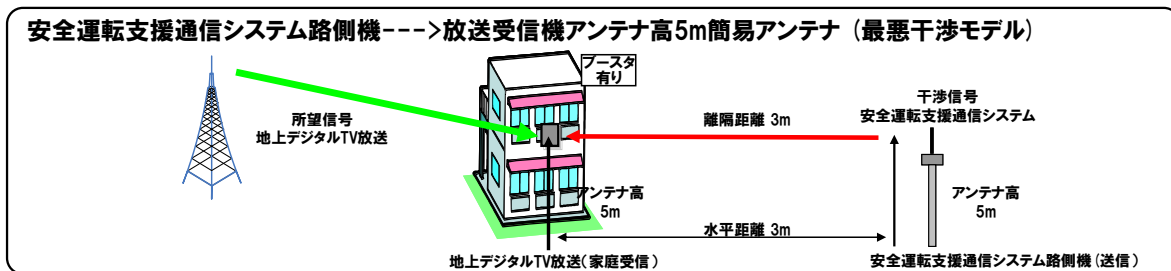 安全運転支援通信システム路側機--->放送受信機アンテナ高5m簡易アンテナ (最悪干渉モデル)
ブースタ
有り
所望信号
地上デジタルTV放送
干渉信号
安全運転支援通信システム
離隔距離 3m
アンテナ高
5m
アンテナ高
5m
水平距離 3m
地上デジタルTV放送(家庭受信)
安全運転支援通信システム路側機(送信)